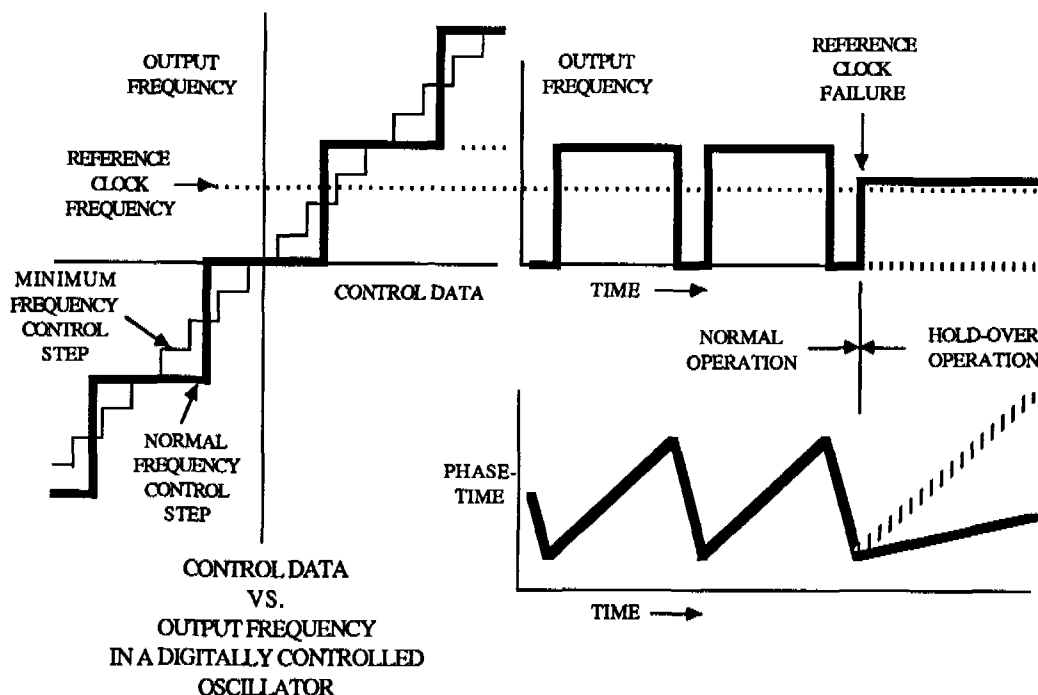 OUTPUT
FREQUENCY
REFERENCE
CLOCK
FREQUENCY
MINIMUM
FREQUENCY
CONTROL
STEP
CONTROL DATA
NORMAL
FREQUENCY
CONTROL
STEP
CONTROL DATA
VS.
OUTPUT FREQUENCY
IN A DIGITALLY CONTROLLED
OSCILLATOR
OUTPUT
FREQUENCY
REFERENCE
CLOCK
FAILURE
TIME
NORMAL
OPERATION
HOLD-OVER
OPERATION
PHASE-
TIME
TIME